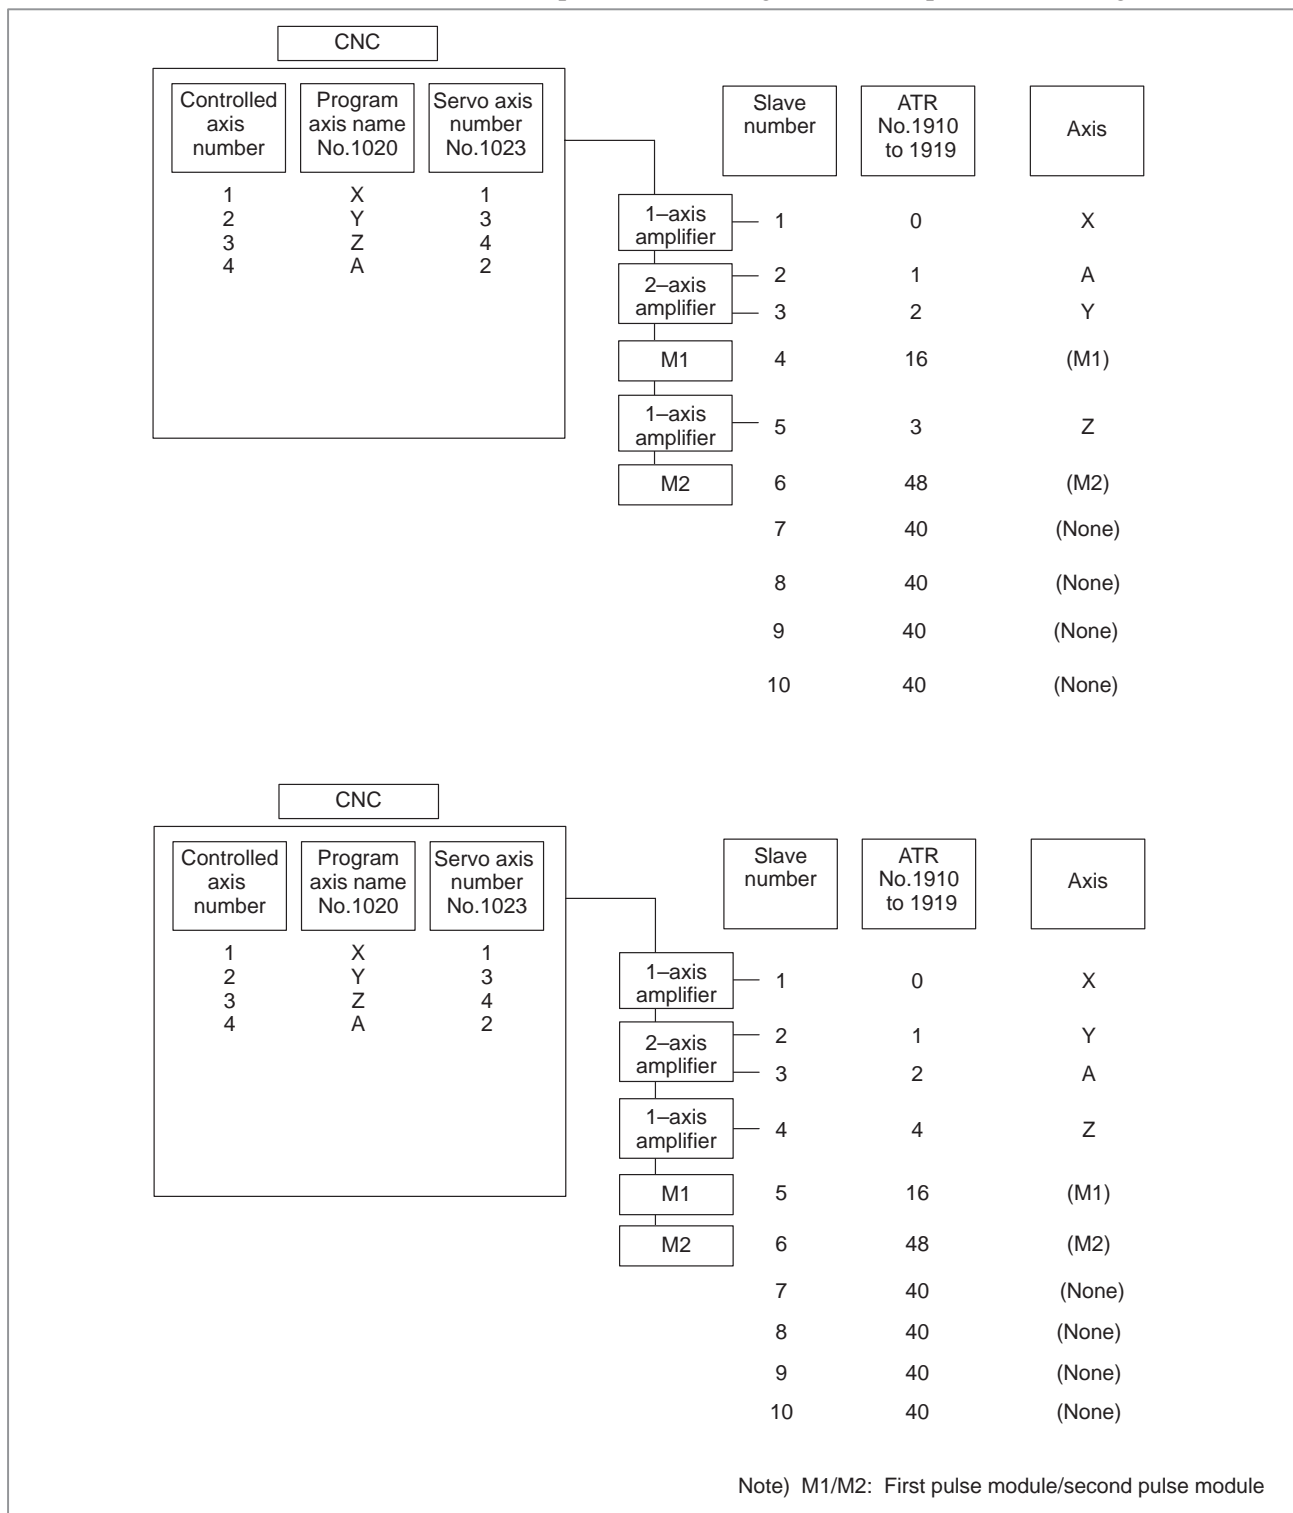 CNC
Controlled axis number
Program axis name No.1020
Servo axis number No.1023
1 X 1
2 Y 3
3 Z 4
4 A 2
Slave number
ATR No.1910 to 1919
Axis
1–axis amplifier
1 0 X
2–axis amplifier
2 1 A
3 2 Y
M1
4 16 (M1)
1–axis amplifier
5 3 Z
M2
6 48 (M2)
7 40 (None)
8 40 (None)
9 40 (None)
10 40 (None)
CNC
Controlled axis number
Program axis name No.1020
Servo axis number No.1023
1 X 1
2 Y 3
3 Z 4
4 A 2
Slave number
ATR No.1910 to 1919
Axis
1–axis amplifier
1 0 X
2–axis amplifier
2 1 Y
3 2 A
1–axis amplifier
4 4 Z
M1
5 16 (M1)
M2
6 48 (M2)
7 40 (None)
8 40 (None)
9 40 (None)
10 40 (None)
Note) M1/M2: First pulse module/second pulse module